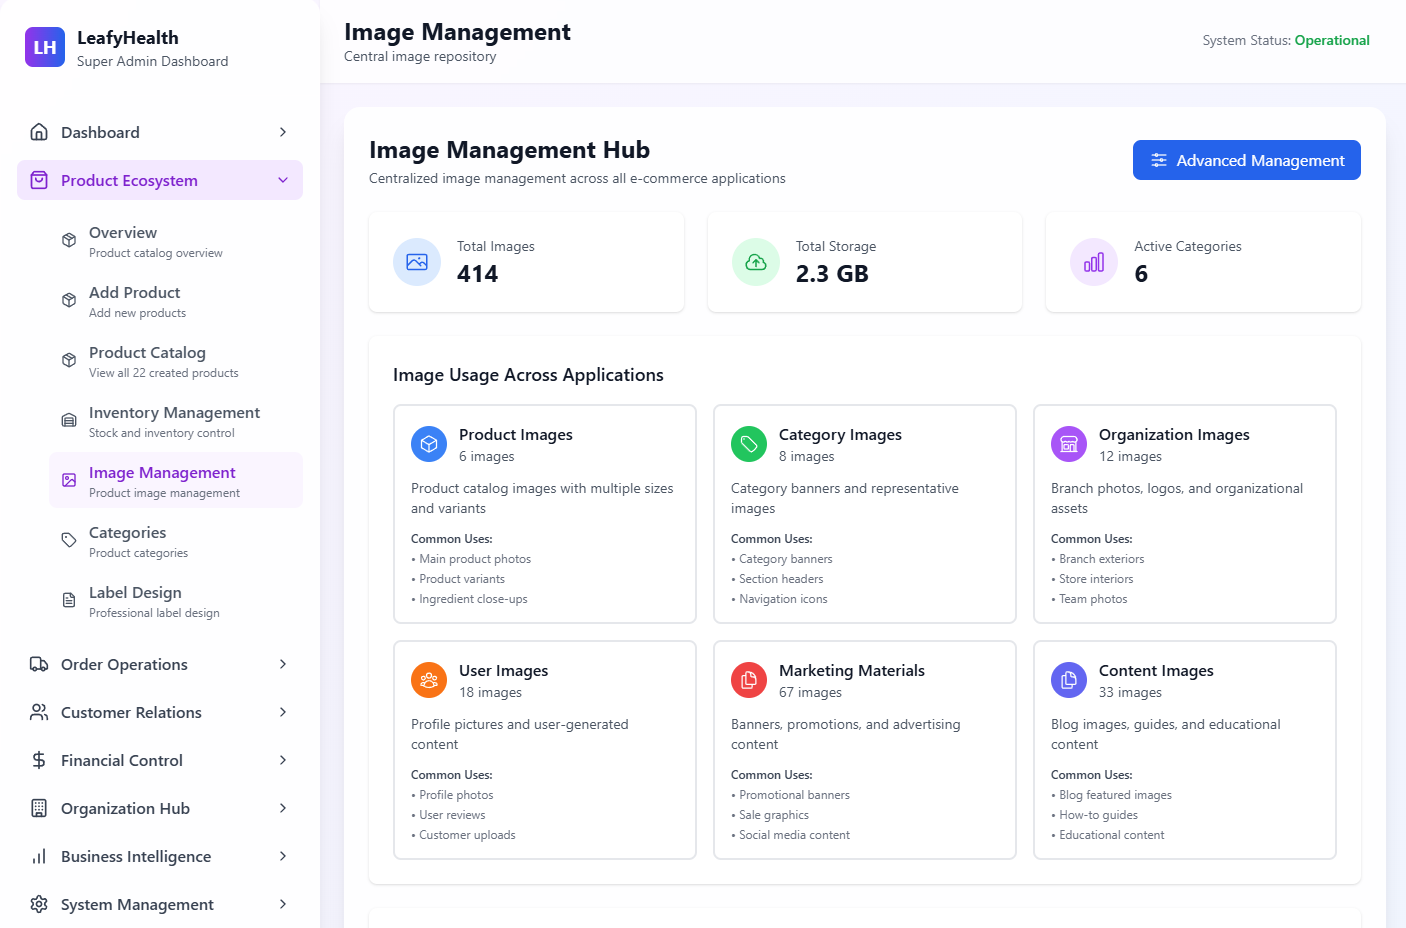 LH
LeafyHealth
Super Admin Dashboard
Dashboard
Product Ecosystem
Overview
Product catalog overview
Add Product
Add new products
Product Catalog
View all 22 created products
Inventory Management
Stock and inventory control
Image Management
Product image management
Categories
Product categories
Label Design
Professional label design
Order Operations
Customer Relations
Financial Control
Organization Hub
Business Intelligence
System Management
Image Management
Central image repository
System Status: Operational
Image Management Hub
Centralized image management across all e-commerce applications
Advanced Management
Total Images
414
Total Storage
2.3 GB
Active Categories
6
Image Usage Across Applications
Product Images
6 images
Product catalog images with multiple sizes
and variants
Common Uses:
• Main product photos
• Product variants
• Ingredient close-ups
Category Images
8 images
Category banners and representative
images
Common Uses:
• Category banners
• Section headers
• Navigation icons
Organization Images
12 images
Branch photos, logos, and organizational
assets
Common Uses:
• Branch exteriors
• Store interiors
• Team photos
User Images
18 images
Profile pictures and user-generated
content
Common Uses:
• Profile photos
• User reviews
• Customer uploads
Marketing Materials
67 images
Banners, promotions, and advertising
content
Common Uses:
• Promotional banners
• Sale graphics
• Social media content
Content Images
33 images
Blog images, guides, and educational
content
Common Uses:
• Blog featured images
• How-to guides
• Educational content